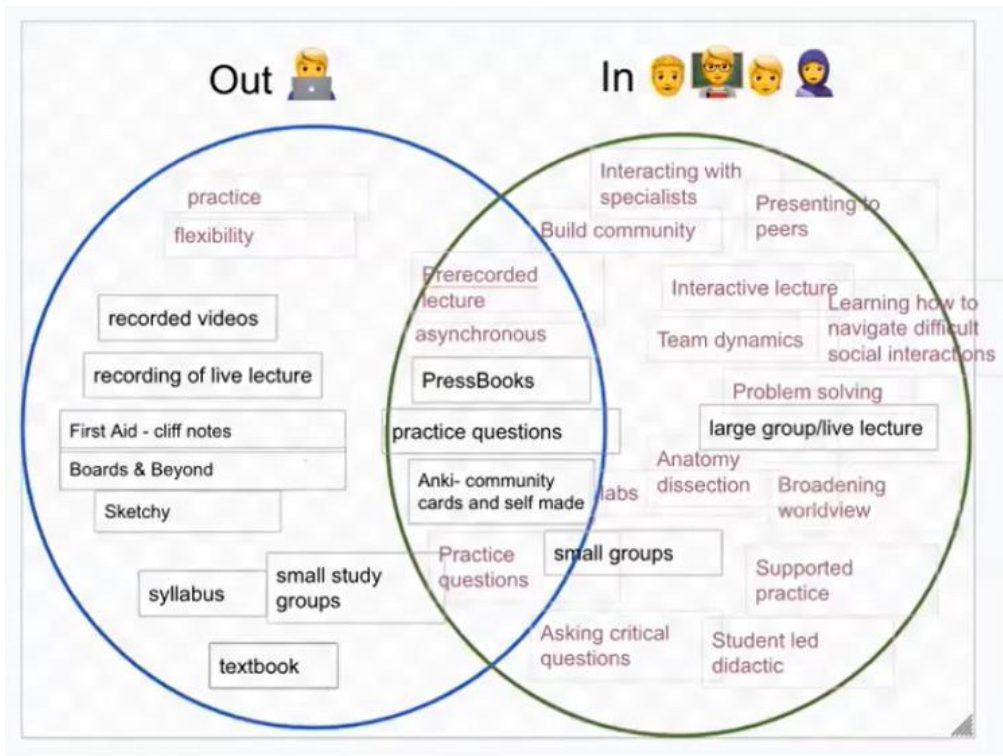 Out
In
practice
flexibility
recorded videos
recording of live lecture
First Aid - cliff notes
Boards & Beyond
Sketchy
syllabus
small study
groups
textbook
Prerecorded
lecture
asynchronous
PressBooks
practice questions
Anki- community
cards and self made
Practice
questions
small groups
Interacting with
specialists
Presenting to
peers
Build community
Interactive lecture
Learning how to
navigate difficult
social interactions
Team dynamics
Problem solving
large group/live lecture
Anatomy
dissection
labs
Broadening
worldview
Supported
practice
Asking critical
questions
Student led
didactic